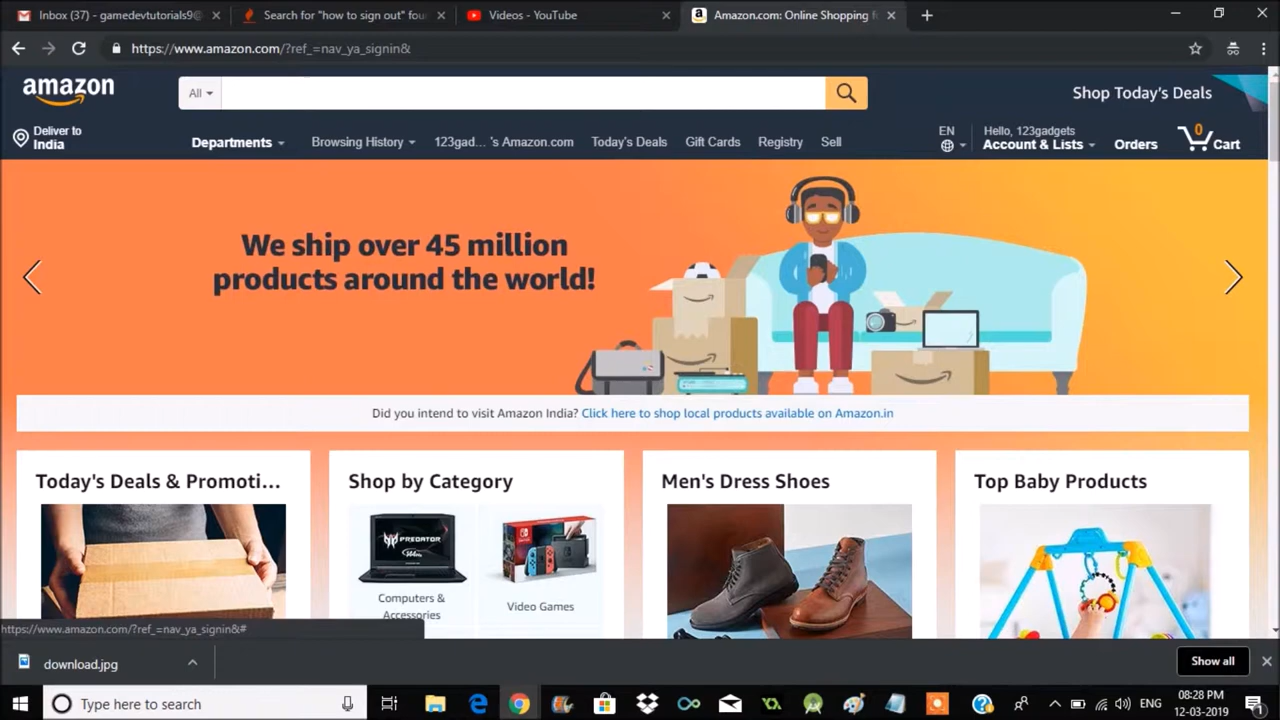 Inbox (37) - gamedevtutorials9@
Search for "how to sign out" fou
Videos - YouTube
Amazon.com: Online Shopping f
https://www.amazon.com/?ref_=nav_ya_signin&
amazon
All
Shop Today's Deals
Deliver to
India
Departments
Browsing History
123gad... 's Amazon.com
Today's Deals
Gift Cards
Registry
Sell
EN
Hello, 123gadgets
Account & Lists
Orders
0
Cart
We ship over 45 million
products around the world!
Did you intend to visit Amazon India? Click here to shop local products available on Amazon.in
Today's Deals & Promoti...
Shop by Category
Men's Dress Shoes
Top Baby Products
PREDATOR
Computers &
Accessories
Video Games
https://www.amazon.com/?ref_=nav_ya_signin&#
download.jpg
Show all
Type here to search
ENG
08:28 PM
12-03-2019
1